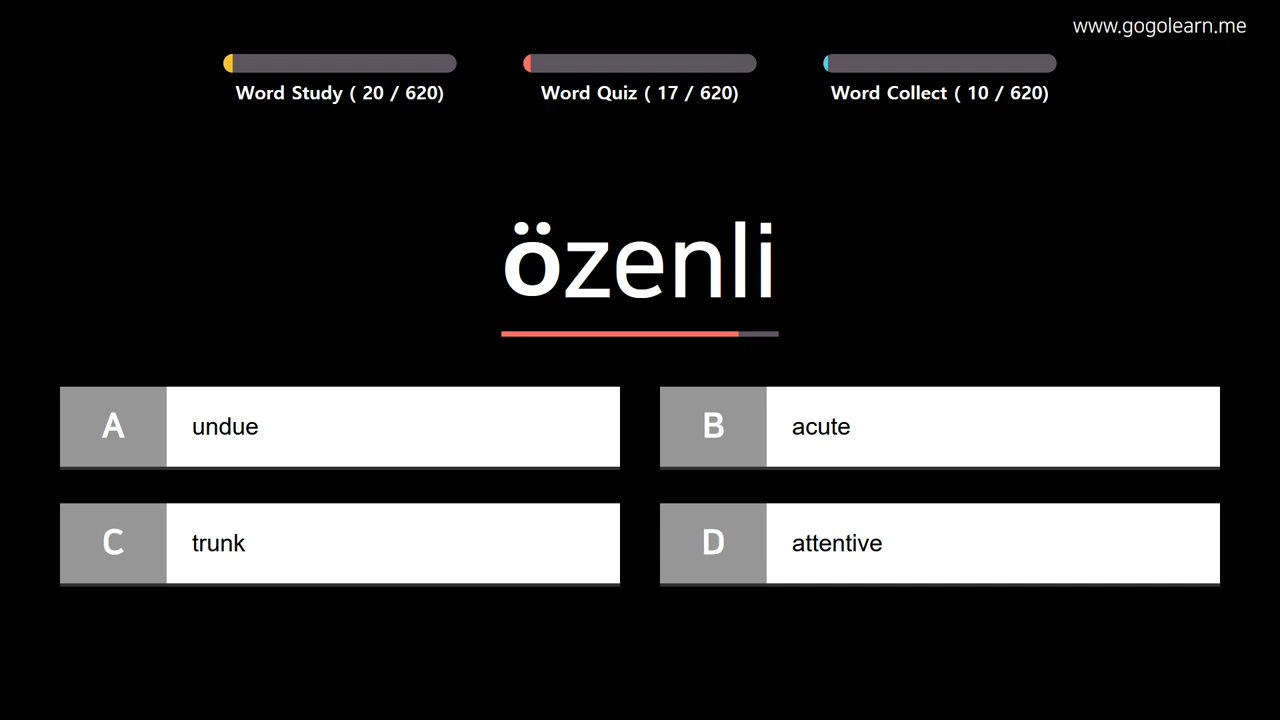 www.gogolearn.me
Word Study ( 20 / 620)
Word Quiz ( 17 / 620)
Word Collect ( 10 / 620)
özenli
A undue
B acute
C trunk
D attentive